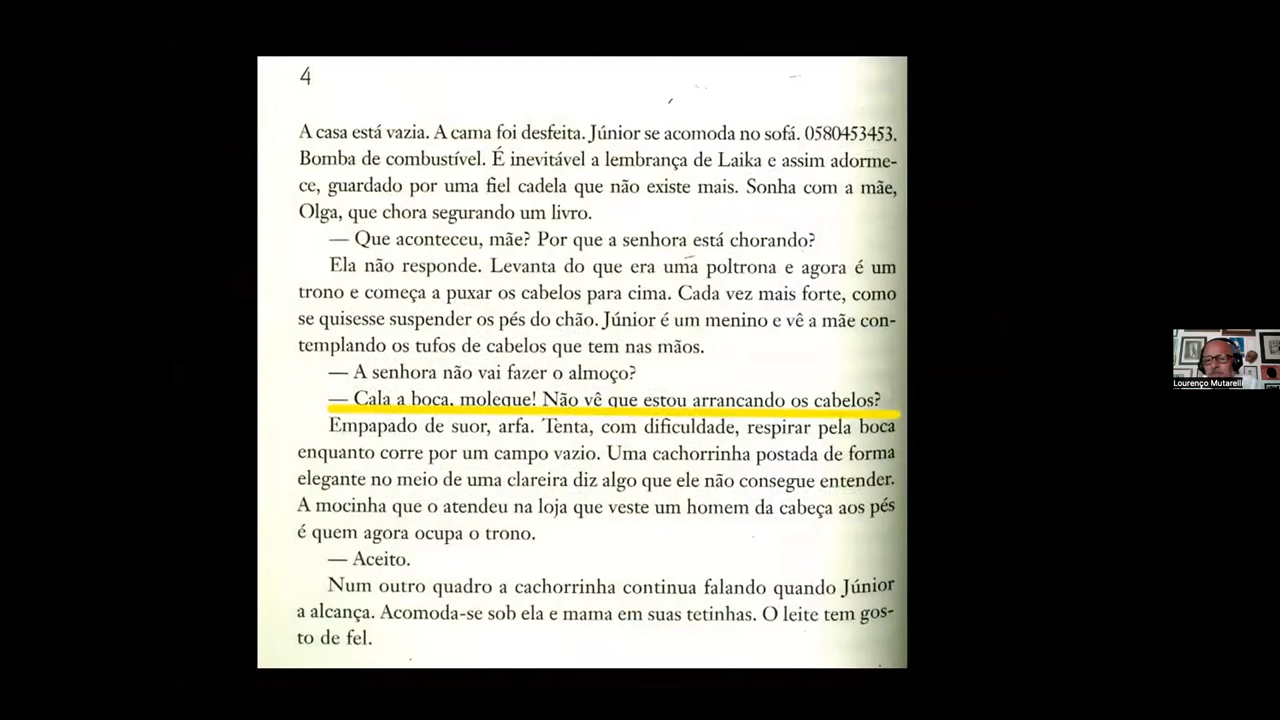 4
A casa está vazia. A cama foi desfeita. Júnior se acomoda no sofá. 0580453453.
Bomba de combustível. É inevitável a lembrança de Laika e assim adorme-
ce, guardado por uma fiel cadela que não existe mais. Sonha com a mãe,
Olga, que chora segurando um livro.
— Que aconteceu, mãe? Por que a senhora está chorando?
Ela não responde. Levanta do que era uma poltrona e agora é um
trono e começa a puxar os cabelos para cima. Cada vez mais forte, como
se quisesse suspender os pés do chão. Júnior é um menino e vê a mãe con-
templando os tufos de cabelos que tem nas mãos.
— A senhora não vai fazer o almoço?
— Cala a boca, moleque! Não vê que estou arrancando os cabelos?
Empapado de suor, arfa. Tenta, com dificuldade, respirar pela boca
enquanto corre por um campo vazio. Uma cachorrinha postada de forma
elegante no meio de uma clareira diz algo que ele não consegue entender.
A mocinha que o atendeu na loja que veste um homem da cabeça aos pés
é quem agora ocupa o trono.
— Aceito.
Num outro quadro a cachorrinha continua falando quando Júnior
a alcança. Acomoda-se sob ela e mama em suas tetinhas. O leite tem gos-
to de fel.
Lourenço Mutarelli